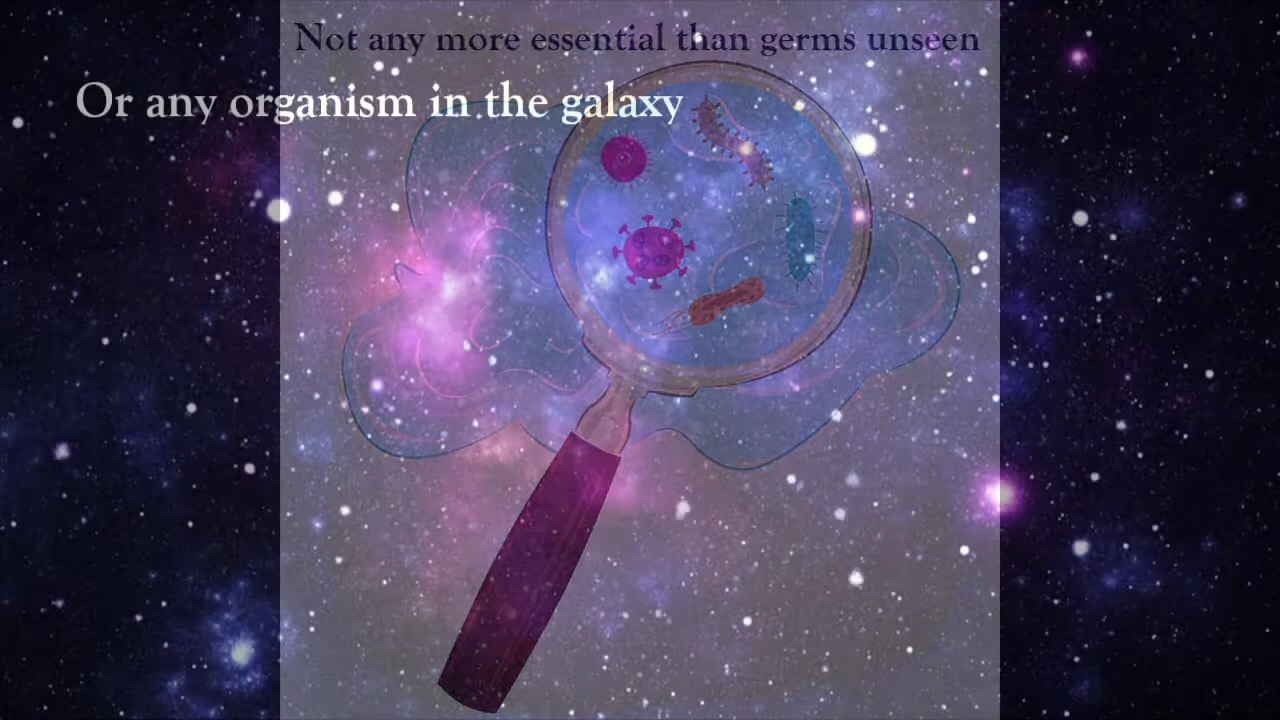 Not any more essential than germs unseen
Or any organism in the galaxy